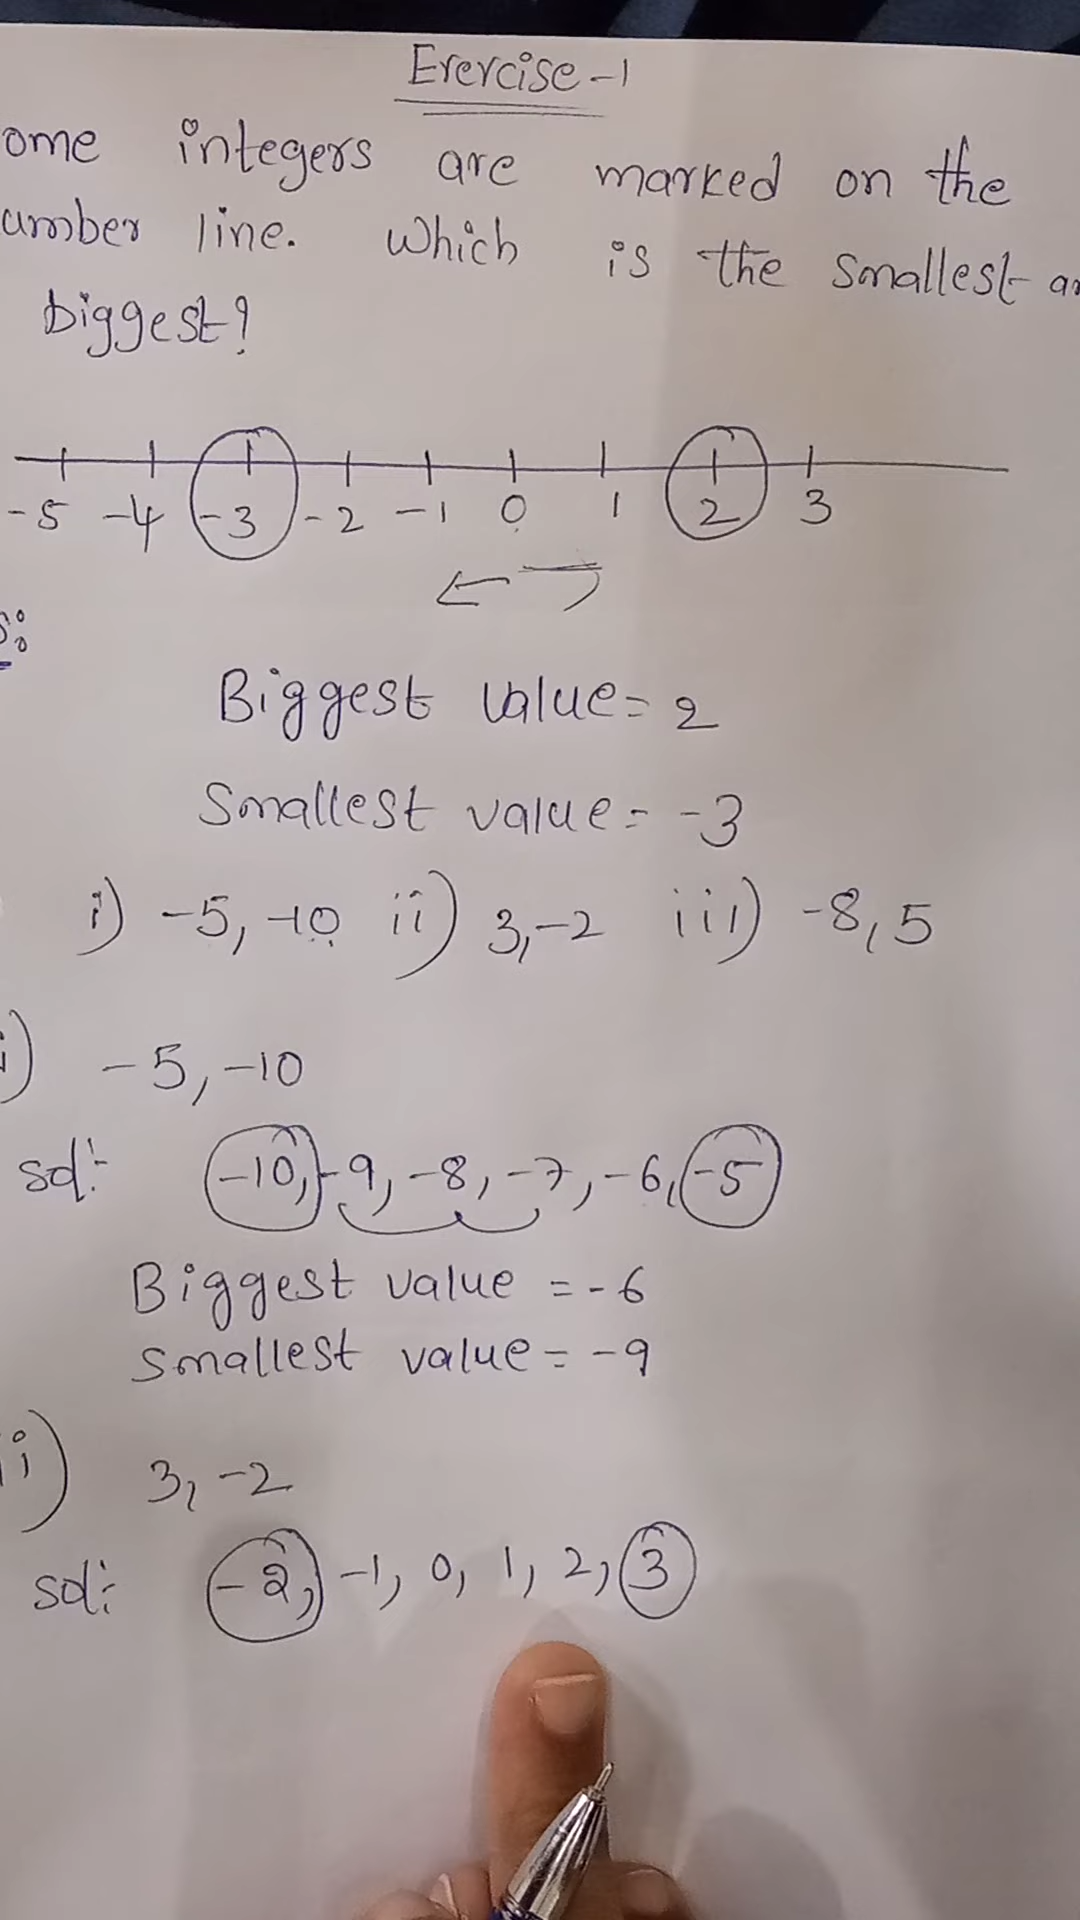 Exercise-1
ome integers are marked on the
umber line. Which is the smallest an
biggest?
-5 -4 -3 -2 -1 0 1 2 3
s:
Biggest value = 2
Smallest value = -3
i) -5, -10 ii) 3, -2 iii) -8, 5
i) -5, -10
sol:- -10, -9, -8, -7, -6, -5
Biggest value = -6
Smallest value = -9
ii) 3, -2
sol: -2, -1, 0, 1, 2, 3